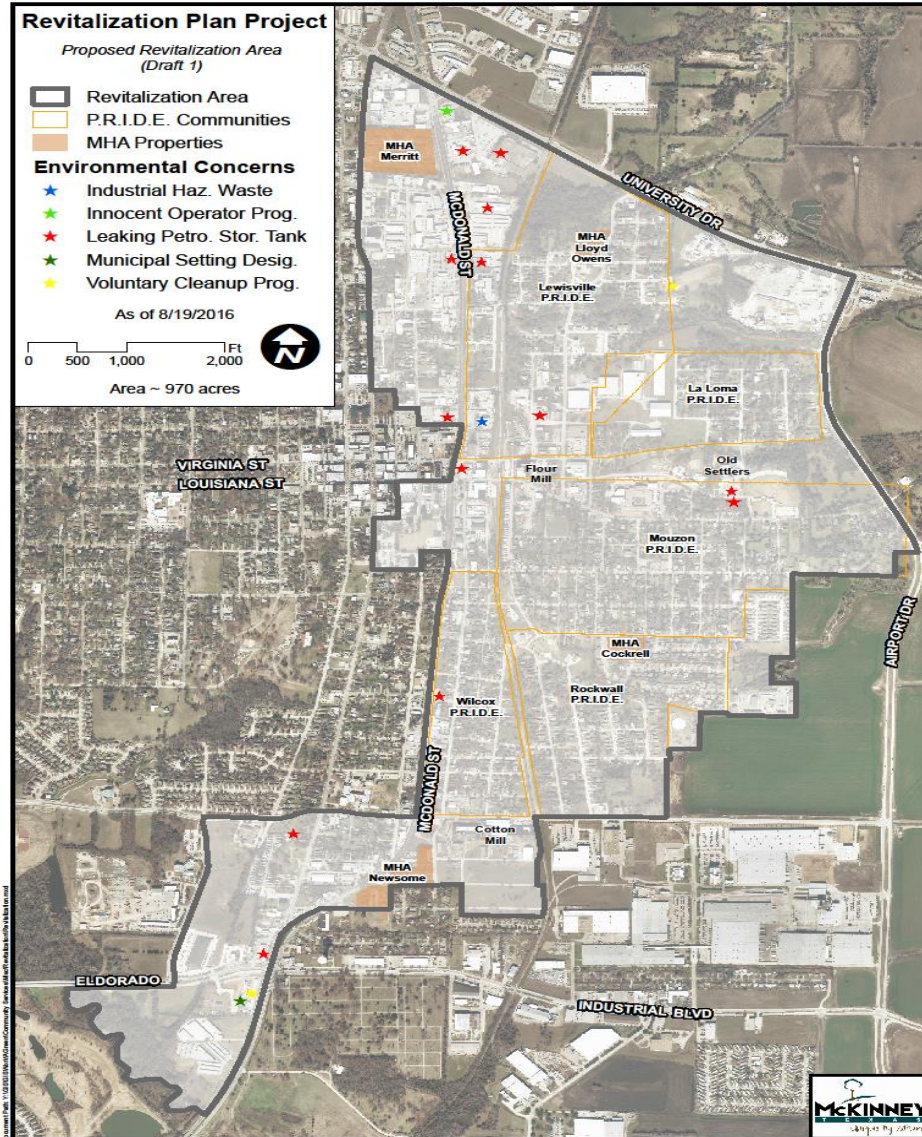 Revitalization Plan Project
Proposed Revitalization Area
(Draft 1)
Revitalization Area
P.R.I.D.E. Communities
MHA Properties
Environmental Concerns
Industrial Haz. Waste
Innocent Operator Prog.
Leaking Petro. Stor. Tank
Municipal Setting Desig.
Voluntary Cleanup Prog.
As of 8/19/2016
Ft
0 500 1,000 2,000
N
Area ~ 970 acres
MHA
Merritt
MCDONALD ST
UNIVERSITY DR
MHA
Lloyd
Owens
Lewisville
P.R.I.D.E.
La Loma
P.R.I.D.E.
VIRGINIA ST
LOUISIANA ST
Flour
Mill
Old
Settlers
Mouzon
P.R.I.D.E.
AIRPORT DR
MHA
Cockrell
Rockwall
P.R.I.D.E.
Wilcox
P.R.I.D.E.
MCDONALD ST
Cotton
Mill
MHA
Newsome
ELDORADO
INDUSTRIAL BLVD
McKINNEY
TEXAS